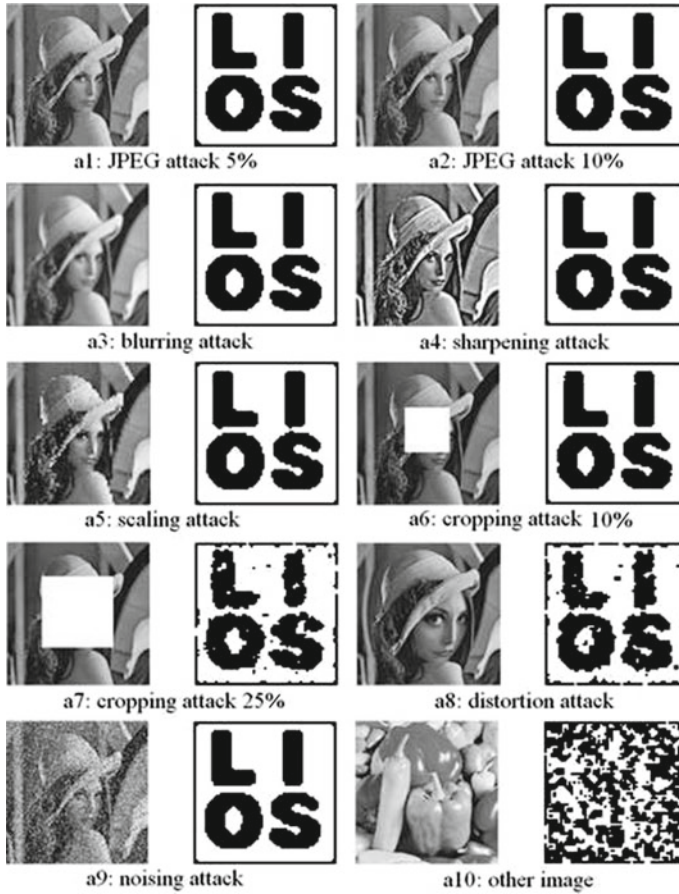 LI
OS
LI
OS
a1: JPEG attack 5%
a2: JPEG attack 10%
LI
OS
LI
OS
a3: blurring attack
a4: sharpening attack
LI
OS
LI
OS
a5: scaling attack
a6: cropping attack 10%
LI
OS
LI
OS
a7: cropping attack 25%
a8: distortion attack
LI
OS
a9: noising attack
a10: other image